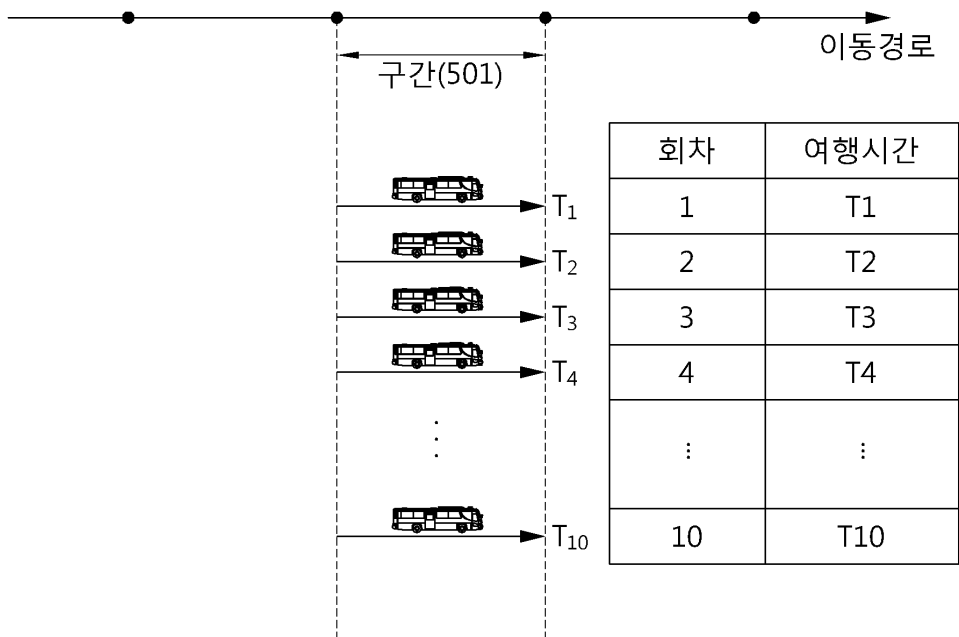 이동경로
구간(501)
회차 여행시간
T₁ 1 T1
T₂ 2 T2
T₃ 3 T3
T₄ 4 T4
⋮ ⋮ ⋮
T₁₀ 10 T10